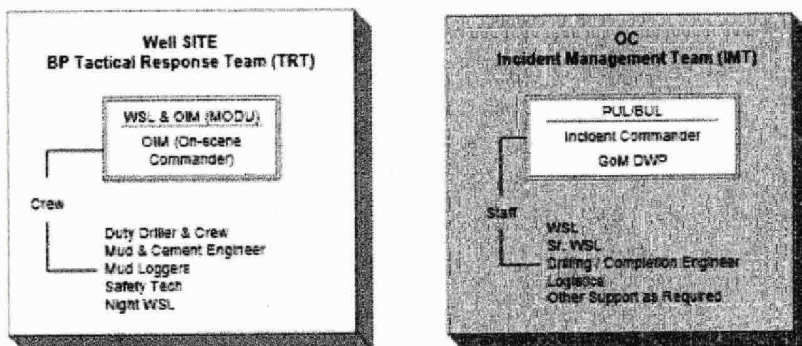 Well SITE
BP Tactical Response Team (TRT)
WSL & OIM (MODU)
OIM (On-scene
Commander)
Crew
Duty Driller & Crew
Mud & Cement Engineer
Mud Loggers
Safety Tech
Night WSL
OC
Incident Management Team (IMT)
PUL/BUL
Incident Commander
GoM DWP
Staff
WSL
Sr. WSL
Drilling / Completion Engineer
Logistics
Other Support as Required